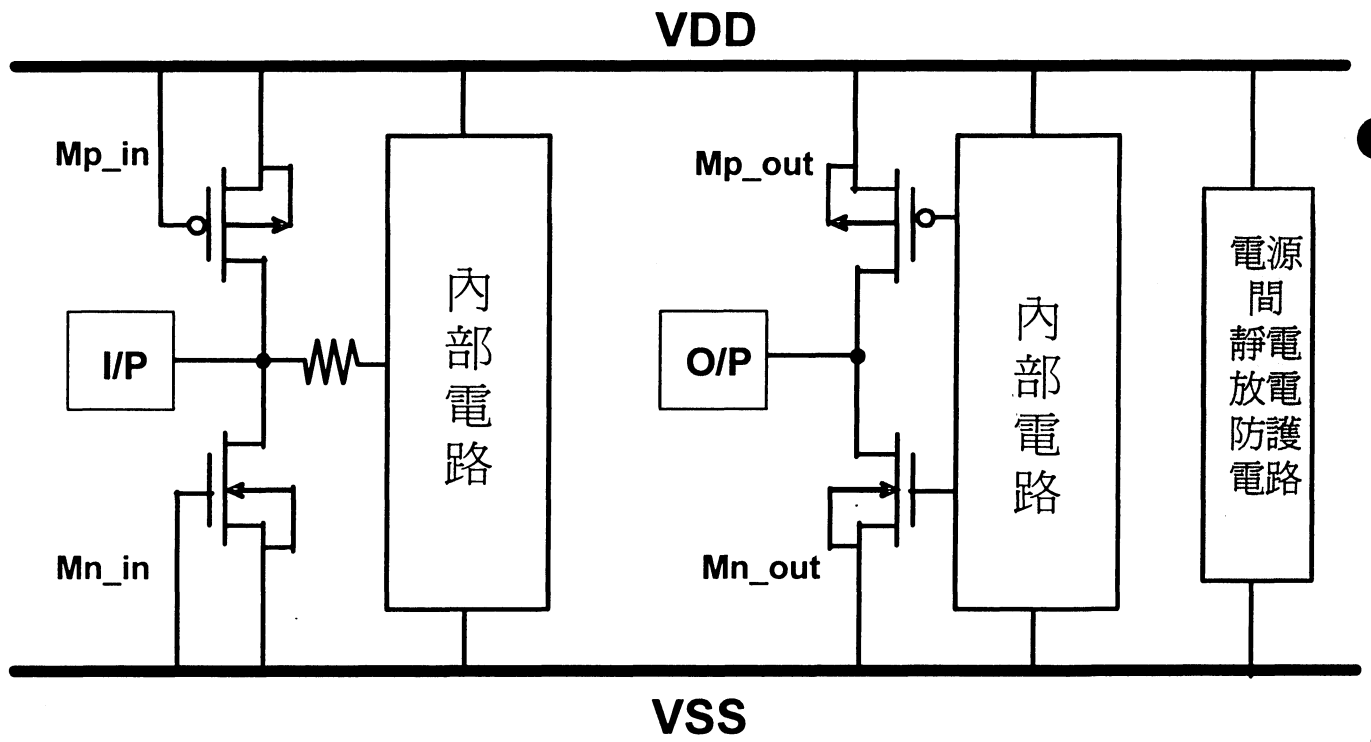 VDD
Mp_in
Mp_out
I/P
內
部
電
路
O/P
內
部
電
路
電源
間
靜電
放電
防護
電路
Mn_in
Mn_out
VSS